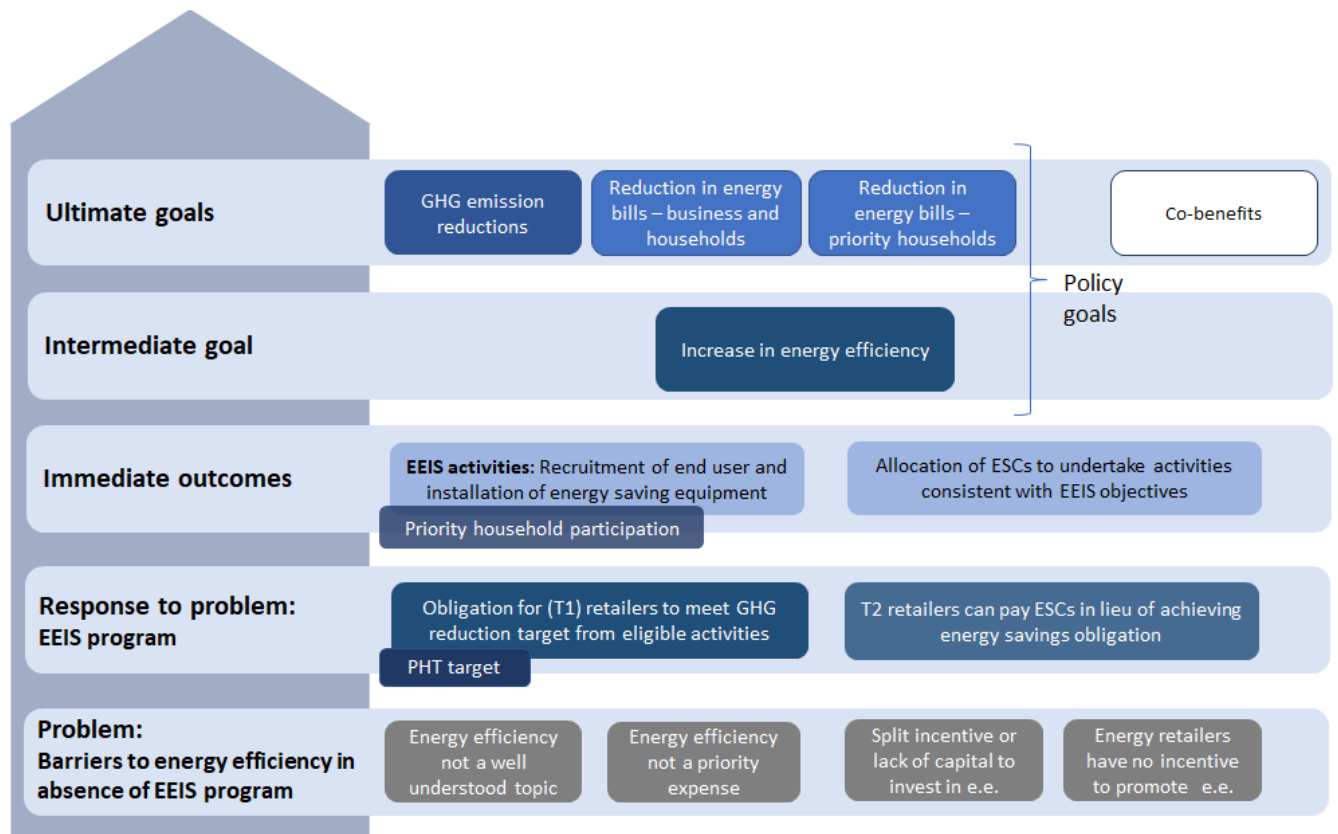 Ultimate goals
GHG emission
reductions
Reduction in energy
bills – business and
households
Reduction in
energy bills –
priority households
Co-benefits
Policy
goals
Intermediate goal
Increase in energy efficiency
Immediate outcomes
EEIS activities: Recruitment of end user and
installation of energy saving equipment
Priority household participation
Allocation of ESCs to undertake activities
consistent with EEIS objectives
Response to problem:
EEIS program
Obligation for (T1) retailers to meet GHG
reduction target from eligible activities
PHT target
T2 retailers can pay ESCs in lieu of achieving
energy savings obligation
Problem:
Barriers to energy efficiency in
absence of EEIS program
Energy efficiency
not a well
understood topic
Energy efficiency
not a priority
expense
Split incentive or
lack of capital to
invest in e.e.
Energy retailers
have no incentive
to promote e.e.